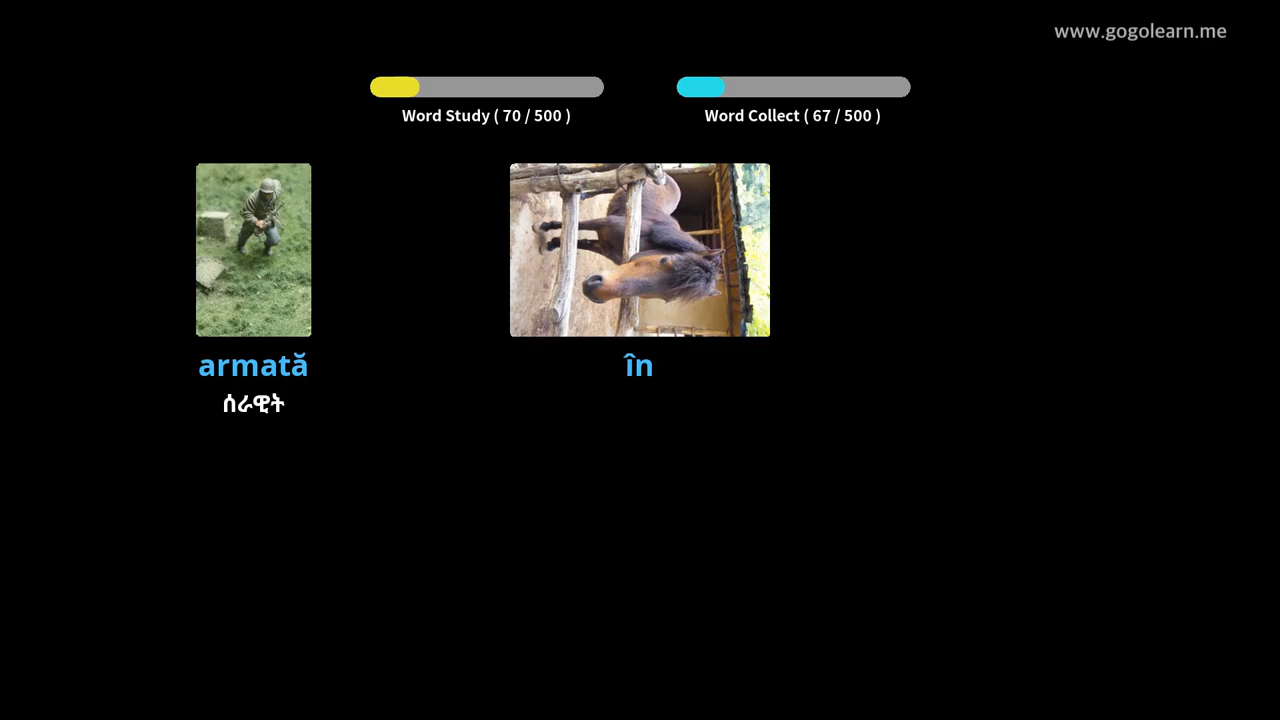 www.gogolearn.me
Word Study ( 70 / 500 )
Word Collect ( 67 / 500 )
armată
ሰራዊት
în